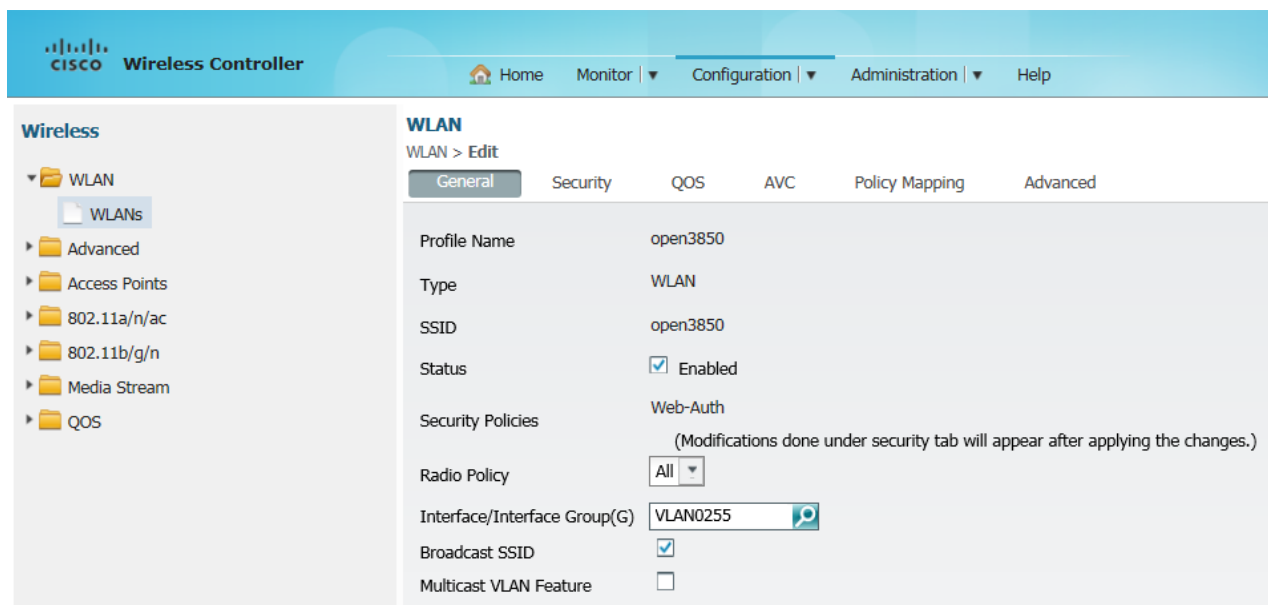 CISCO Wireless Controller
Home Monitor Configuration Administration Help
Wireless
WLAN
WLANs
Advanced
Access Points
802.11a/n/ac
802.11b/g/n
Media Stream
QOS
WLAN
WLAN > Edit
General Security QOS AVC Policy Mapping Advanced
Profile Name open3850
Type WLAN
SSID open3850
Status Enabled
Security Policies Web-Auth
(Modifications done under security tab will appear after applying the changes.)
Radio Policy All
Interface/Interface Group(G) VLAN0255
Broadcast SSID
Multicast VLAN Feature